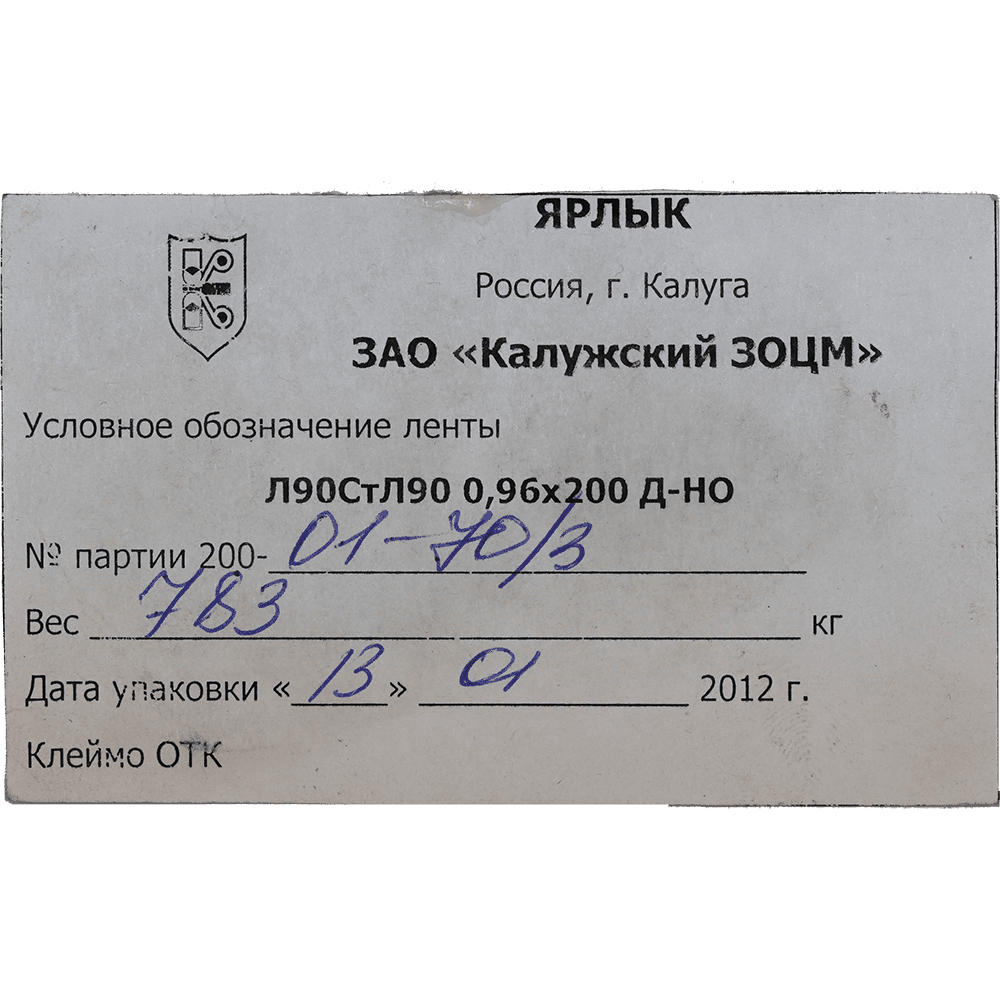 ЯРЛЫК
Россия, г. Калуга
ЗАО «Калужский ЗОЦМ»
Условное обозначение ленты
Л90СтЛ90 0,96х200 Д-НО
№ партии 200- 01-70/3
Вес 783 кг
Дата упаковки «13» 01 2012 г.
Клеймо ОТК